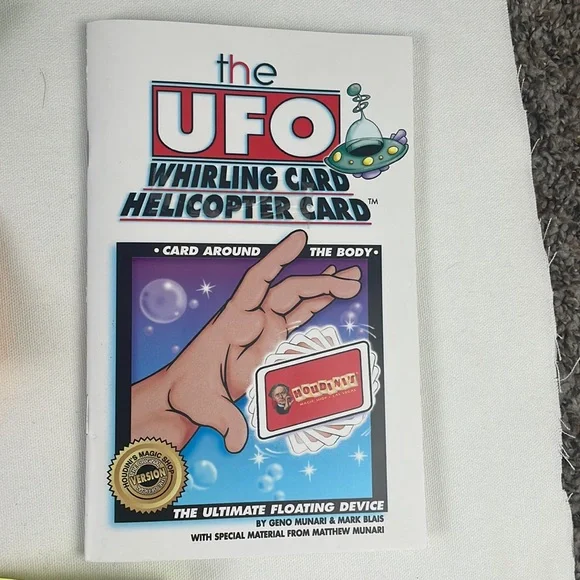 the
UFO
WHIRLING CARD
HELICOPTER CARD™
• CARD AROUND THE BODY •
HOUDINI'S
HOUDINI'S MAGIC SHOP
VERSION
THE ULTIMATE FLOATING DEVICE
BY GENO MUNARI & MARK BLAIS
WITH SPECIAL MATERIAL FROM MATTHEW MUNARI